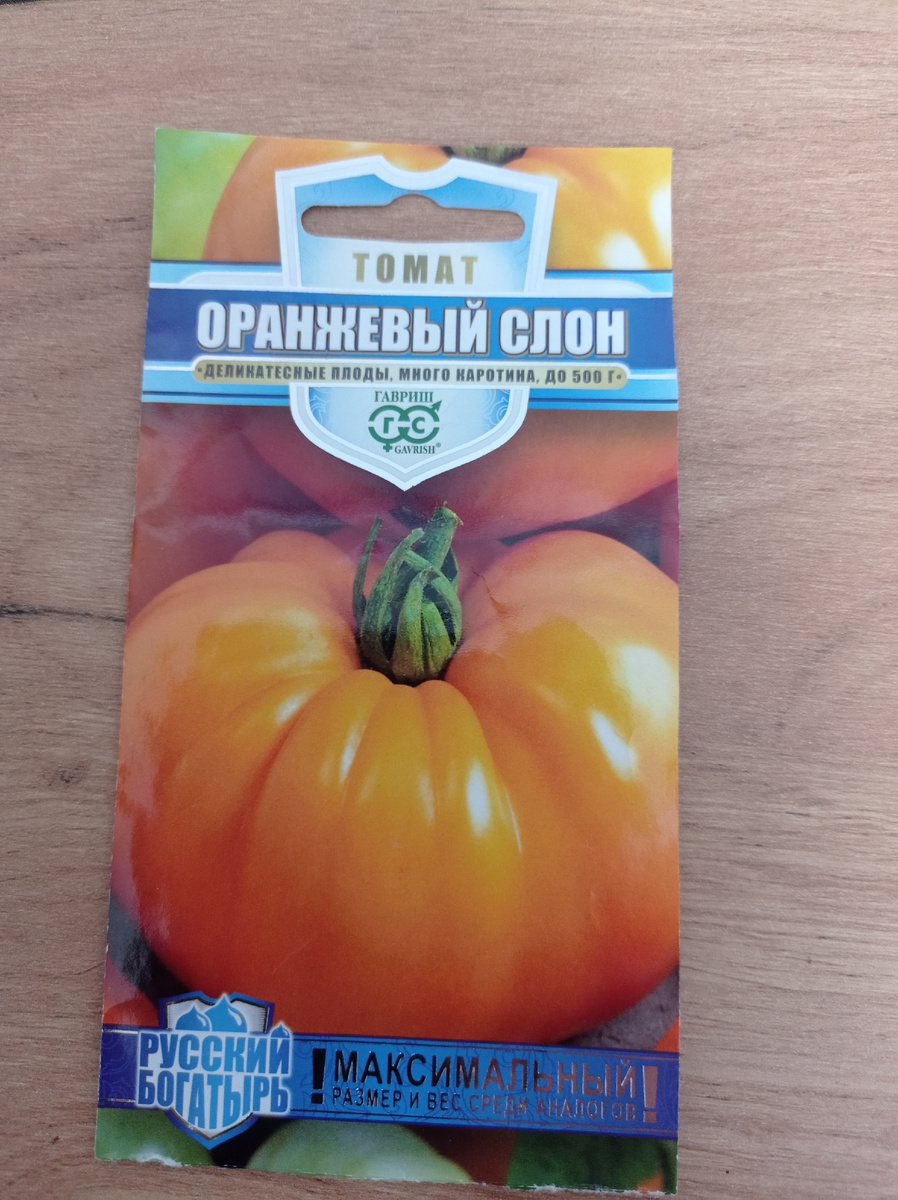 ТОМАТ
ОРАНЖЕВЫЙ СЛОН
•ДЕЛИКАТЕСНЫЕ ПЛОДЫ, МНОГО КАРОТИНА, ДО 500 Г•
ГАВРИШ
Г С
GAVRISH®
РУССКИЙ
БОГАТЫРЬ
! МАКСИМАЛЬНЫЙ !
РАЗМЕР И ВЕС СРЕДИ АНАЛОГОВ